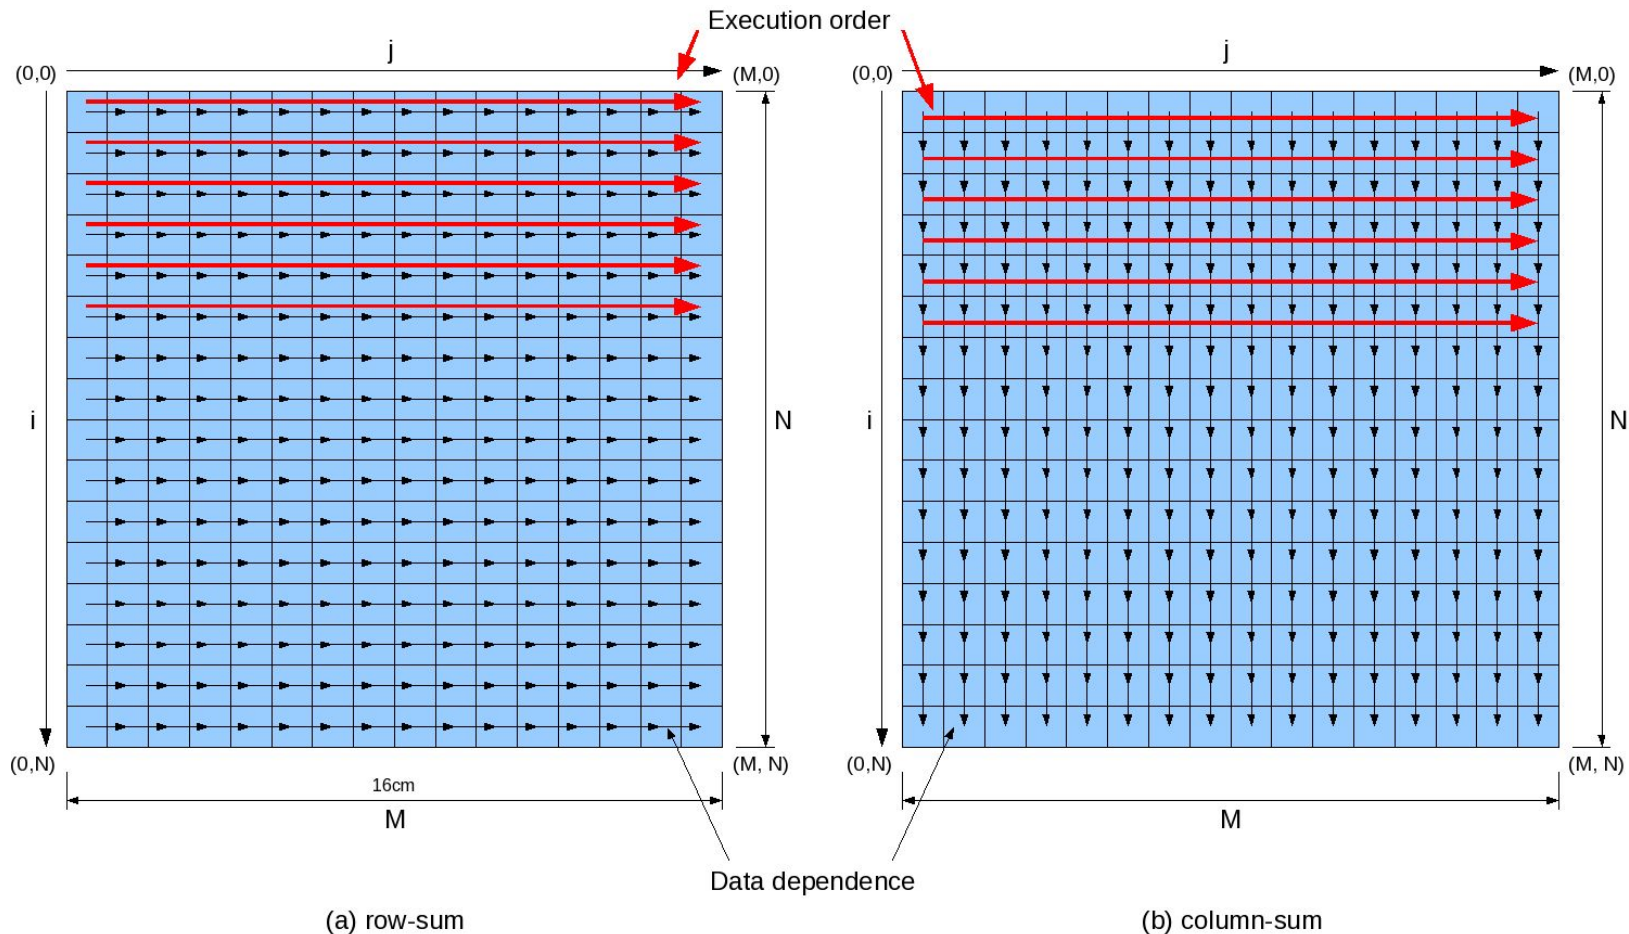 Execution order
j
j
(0,0)
(M,0)
(0,0)
(M,0)
i
N
i
N
(0,N)
(M, N)
(0,N)
(M, N)
16cm
M
M
Data dependence
(a) row-sum
(b) column-sum